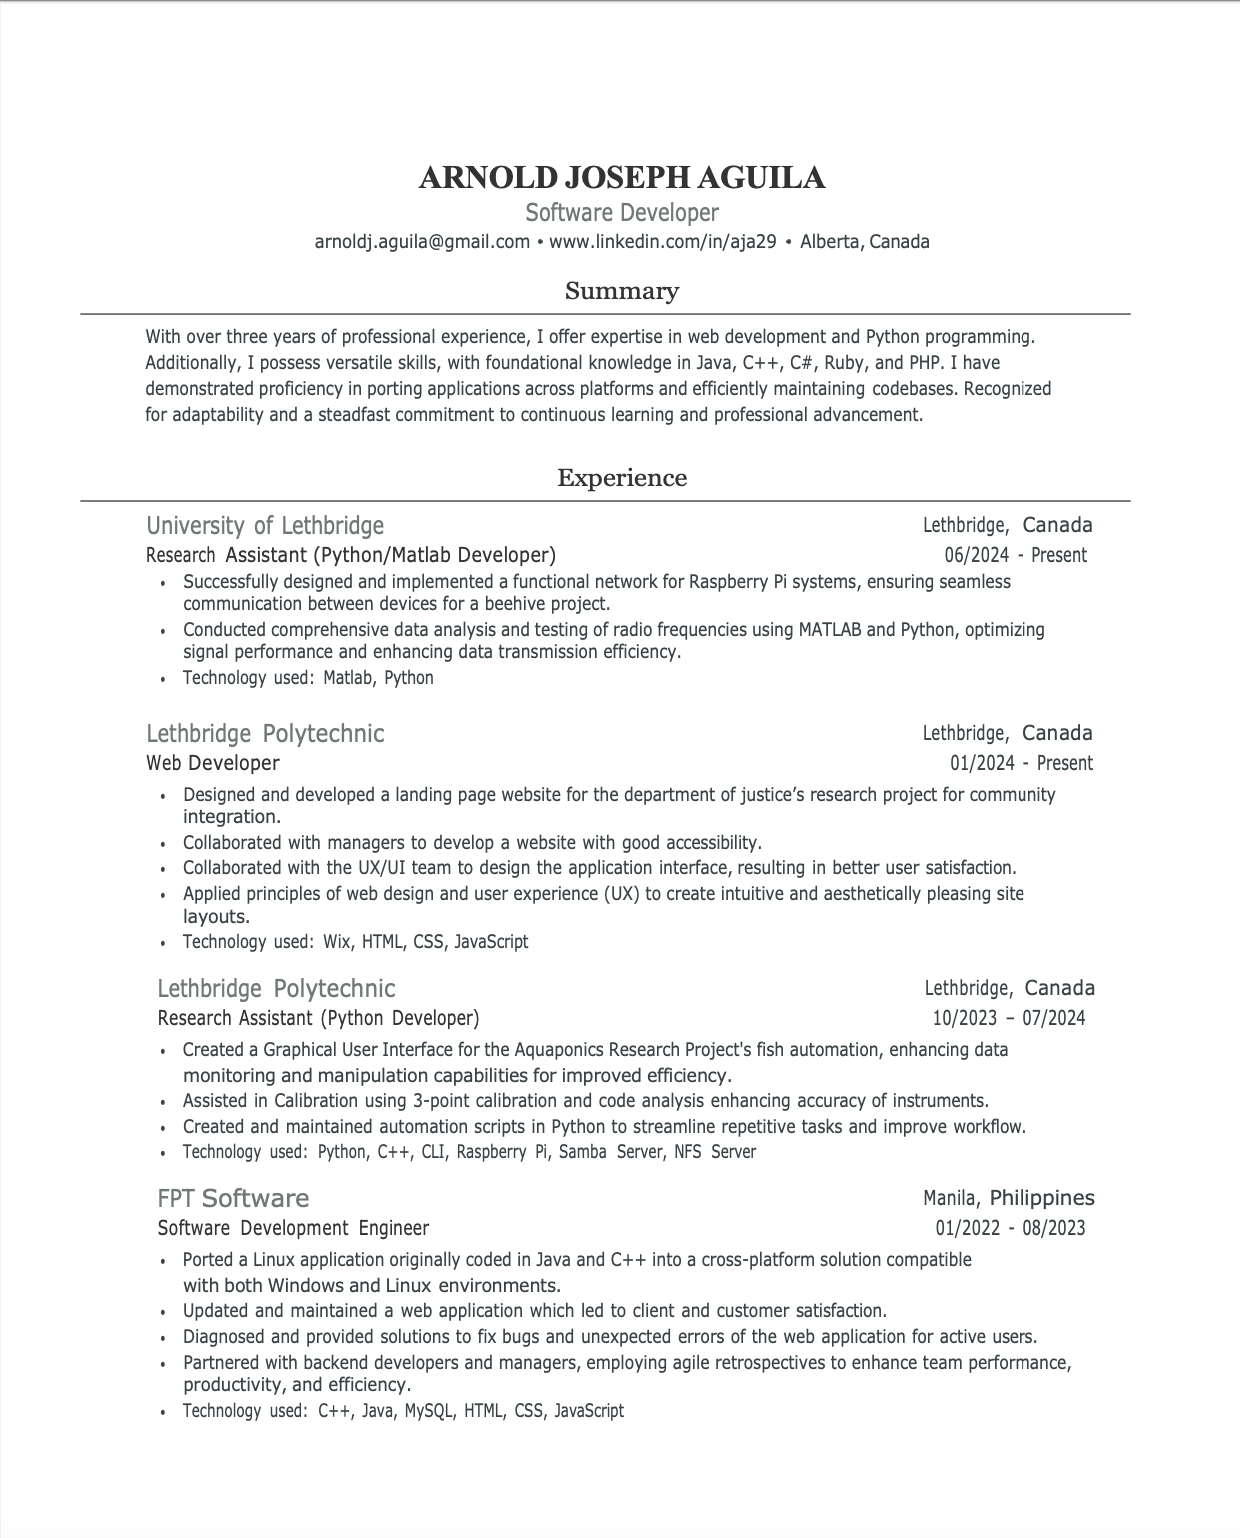 ARNOLD JOSEPH AGUILA
Software Developer
arnoldj.aguila@gmail.com • www.linkedin.com/in/aja29 • Alberta, Canada
Summary
With over three years of professional experience, I offer expertise in web development and Python programming.
Additionally, I possess versatile skills, with foundational knowledge in Java, C++, C#, Ruby, and PHP. I have
demonstrated proficiency in porting applications across platforms and efficiently maintaining codebases. Recognized
for adaptability and a steadfast commitment to continuous learning and professional advancement.
Experience
University of Lethbridge Lethbridge, Canada
Research Assistant (Python/Matlab Developer) 06/2024 - Present
• Successfully designed and implemented a functional network for Raspberry Pi systems, ensuring seamless
communication between devices for a beehive project.
• Conducted comprehensive data analysis and testing of radio frequencies using MATLAB and Python, optimizing
signal performance and enhancing data transmission efficiency.
• Technology used: Matlab, Python
Lethbridge Polytechnic Lethbridge, Canada
Web Developer 01/2024 - Present
• Designed and developed a landing page website for the department of justice’s research project for community
integration.
• Collaborated with managers to develop a website with good accessibility.
• Collaborated with the UX/UI team to design the application interface, resulting in better user satisfaction.
• Applied principles of web design and user experience (UX) to create intuitive and aesthetically pleasing site
layouts.
• Technology used: Wix, HTML, CSS, JavaScript
Lethbridge Polytechnic Lethbridge, Canada
Research Assistant (Python Developer) 10/2023 – 07/2024
• Created a Graphical User Interface for the Aquaponics Research Project's fish automation, enhancing data
monitoring and manipulation capabilities for improved efficiency.
• Assisted in Calibration using 3-point calibration and code analysis enhancing accuracy of instruments.
• Created and maintained automation scripts in Python to streamline repetitive tasks and improve workflow.
• Technology used: Python, C++, CLI, Raspberry Pi, Samba Server, NFS Server
FPT Software Manila, Philippines
Software Development Engineer 01/2022 - 08/2023
• Ported a Linux application originally coded in Java and C++ into a cross-platform solution compatible
with both Windows and Linux environments.
• Updated and maintained a web application which led to client and customer satisfaction.
• Diagnosed and provided solutions to fix bugs and unexpected errors of the web application for active users.
• Partnered with backend developers and managers, employing agile retrospectives to enhance team performance,
productivity, and efficiency.
• Technology used: C++, Java, MySQL, HTML, CSS, JavaScript